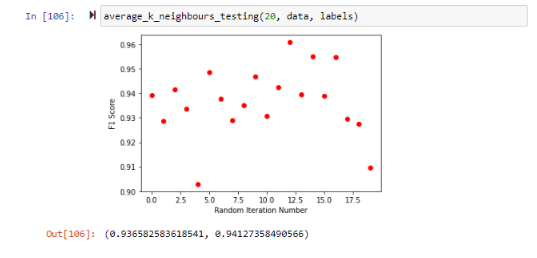 In [106]: average_k_neighbours_testing(20, data, labels)
0.96
0.95
0.94
0.93
0.92
0.91
0.90
F1 Score
0.0 2.5 5.0 7.5 10.0 12.5 15.0 17.5
Random Iteration Number
Out[106]: (0.936582583618541, 0.94127358490566)